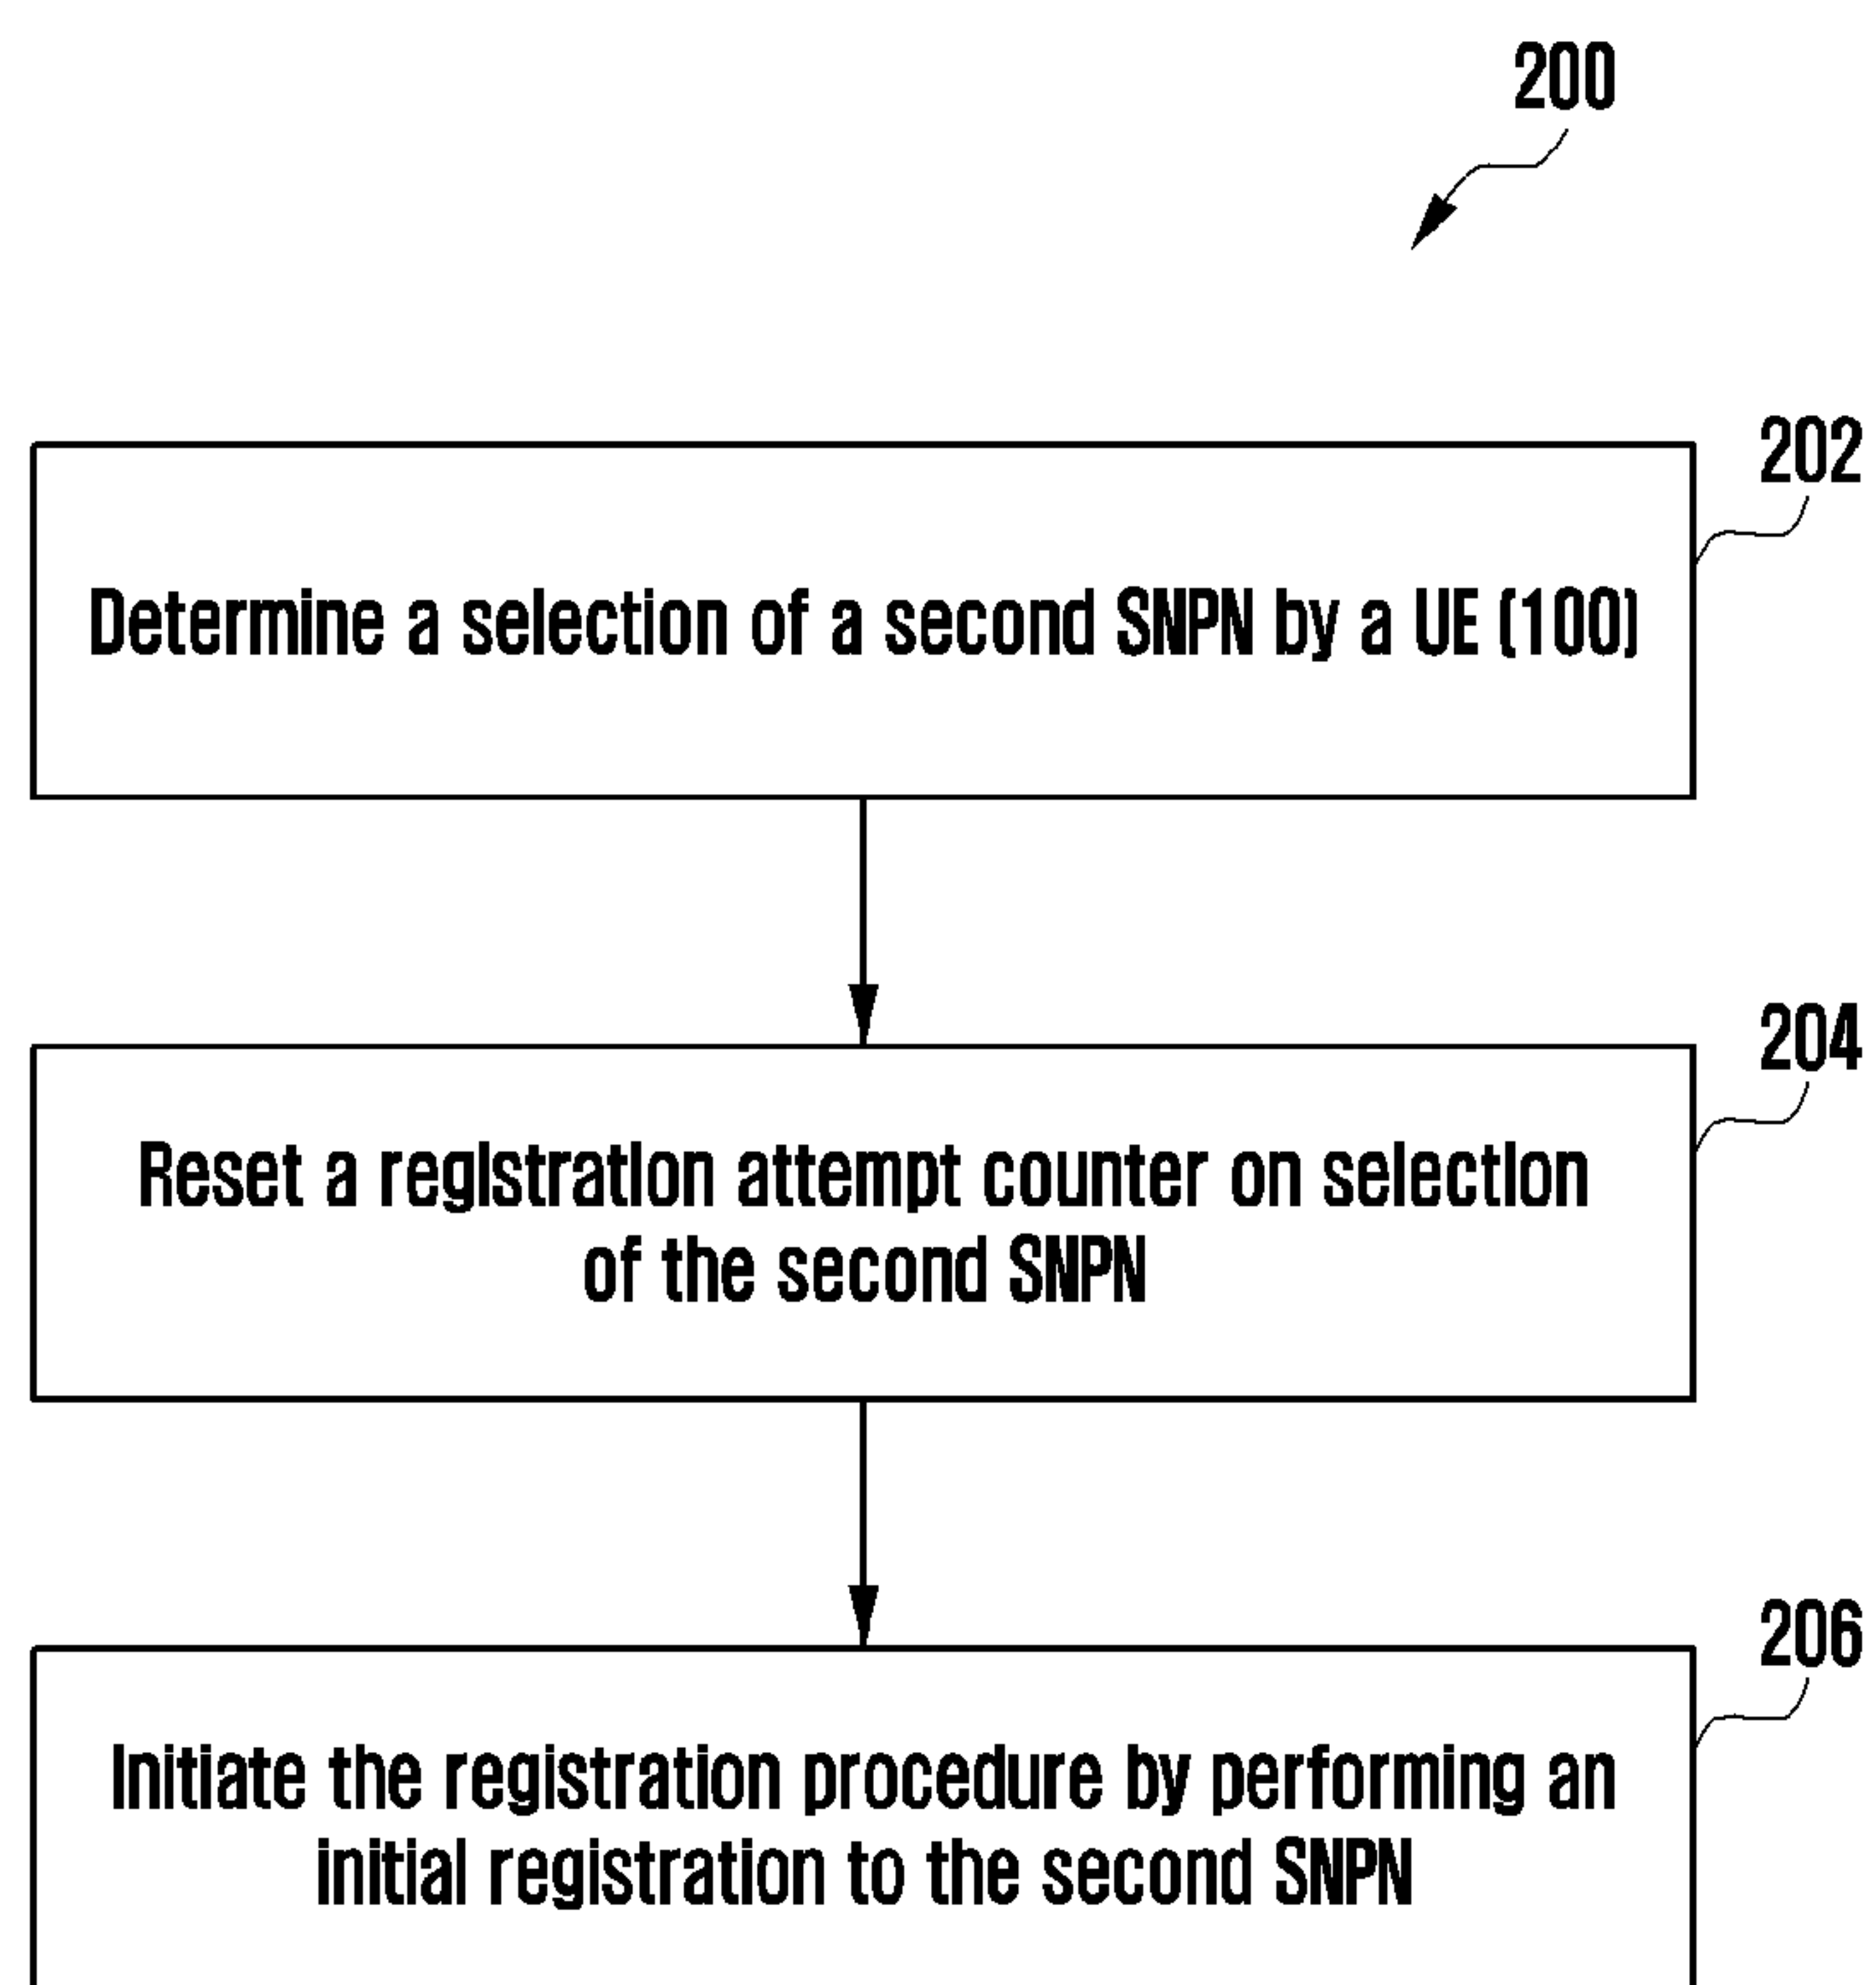 200
202
Determine a selection of a second SNPN by a UE (100)
204
Reset a registration attempt counter on selection
of the second SNPN
206
Initiate the registration procedure by performing an
initial registration to the second SNPN